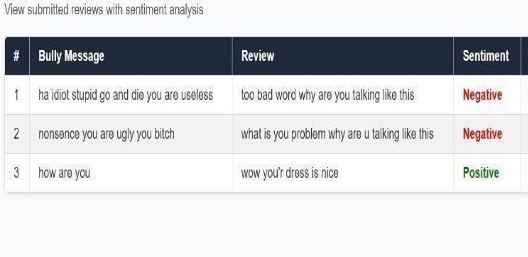 View submitted reviews with sentiment analysis
# Bully Message Review Sentiment
1 ha idiot stupid go and die you are useless too bad word why are you talking like this Negative
2 nonsence you are ugly you bitch what is you problem why are u talking like this Negative
3 how are you wow you'r dress is nice Positive